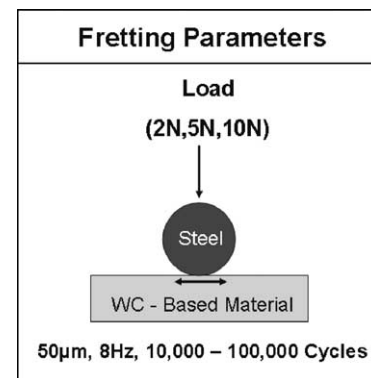 Fretting Parameters
Load
(2N,5N,10N)
Steel
WC - Based Material
50µm, 8Hz, 10,000 – 100,000 Cycles